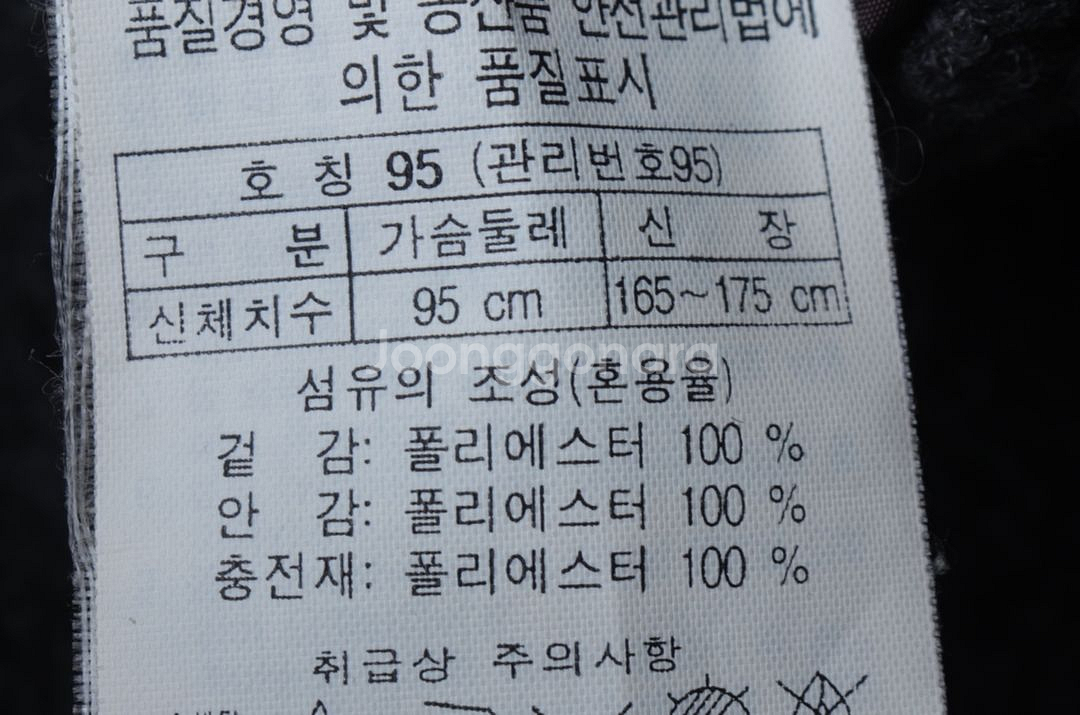 품질경영 및 공산품 안전관리법에
의한 품질표시
호 칭 95 (관리번호95)
구 분 가슴둘레 신 장
신체치수 95 cm 165~175 cm
Joonggonara
섬유의 조성(혼용율)
겉 감: 폴리에스터 100 %
안 감: 폴리에스터 100 %
충전재: 폴리에스터 100 %
취급상 주의사항